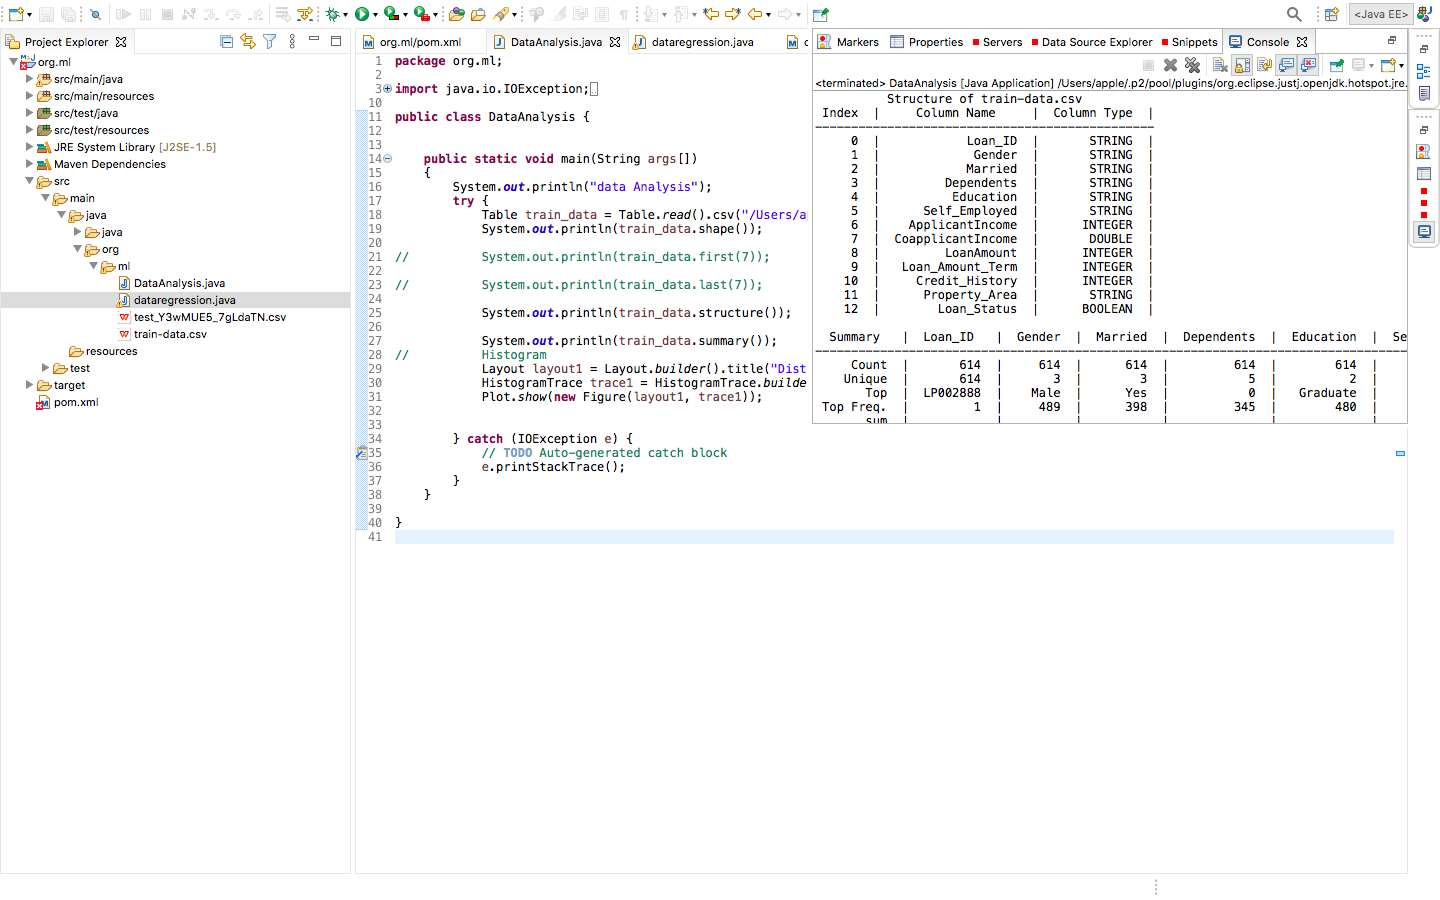 <Java EE>
Project Explorer
org.ml
src/main/java
src/main/resources
src/test/java
src/test/resources
JRE System Library [J2SE-1.5]
Maven Dependencies
src
main
java
java
org
ml
DataAnalysis.java
dataregression.java
test_Y3wMUE5_7gLdaTN.csv
train-data.csv
resources
test
target
pom.xml
org.ml/pom.xml
DataAnalysis.java
dataregression.java
1 package org.ml;
2
3 import java.io.IOException;
10
11 public class DataAnalysis {
12
13
14 public static void main(String args[])
15 {
16 System.out.println("data Analysis");
17 try {
18 Table train_data = Table.read().csv("/Users/ap
19 System.out.println(train_data.shape());
20
21 // System.out.println(train_data.first(7));
22
23 // System.out.println(train_data.last(7));
24
25 System.out.println(train_data.structure());
26
27 System.out.println(train_data.summary());
28 // Histogram
29 Layout layout1 = Layout.builder().title("Dist
30 HistogramTrace trace1 = HistogramTrace.builde
31 Plot.show(new Figure(layout1, trace1));
32
33
34 } catch (IOException e) {
35 // TODO Auto-generated catch block
36 e.printStackTrace();
37 }
38 }
39
40 }
41
Markers
Properties
Servers
Data Source Explorer
Snippets
Console
<terminated> DataAnalysis [Java Application] /Users/apple/.p2/pool/plugins/org.eclipse.justj.openjdk.hotspot.jre.
Structure of train-data.csv
Index | Column Name | Column Type |
0 | Loan_ID | STRING |
1 | Gender | STRING |
2 | Married | STRING |
3 | Dependents | STRING |
4 | Education | STRING |
5 | Self_Employed | STRING |
6 | ApplicantIncome | INTEGER |
7 | CoapplicantIncome | DOUBLE |
8 | LoanAmount | INTEGER |
9 | Loan_Amount_Term | INTEGER |
10 | Credit_History | INTEGER |
11 | Property_Area | STRING |
12 | Loan_Status | BOOLEAN |
Summary | Loan_ID | Gender | Married | Dependents | Education | Se
Count | 614 | 614 | 614 | 614 | 614 |
Unique | 614 | 3 | 3 | 5 | 2 |
Top | LP002888 | Male | Yes | 0 | Graduate |
Top Freq. | 1 | 489 | 398 | 345 | 480 |
sum | | | | | |